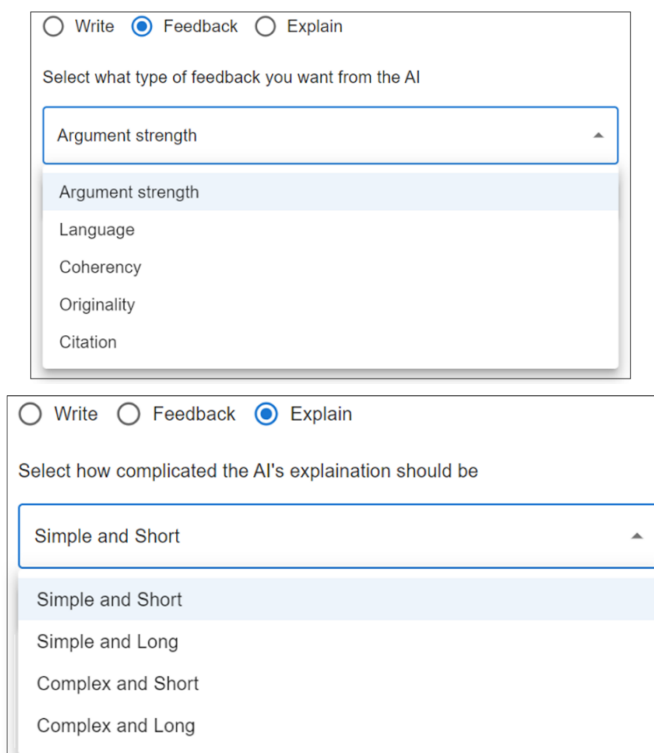 Write Feedback Explain
Select what type of feedback you want from the AI
Argument strength
Argument strength
Language
Coherency
Originality
Citation
Write Feedback Explain
Select how complicated the AI's explaination should be
Simple and Short
Simple and Short
Simple and Long
Complex and Short
Complex and Long